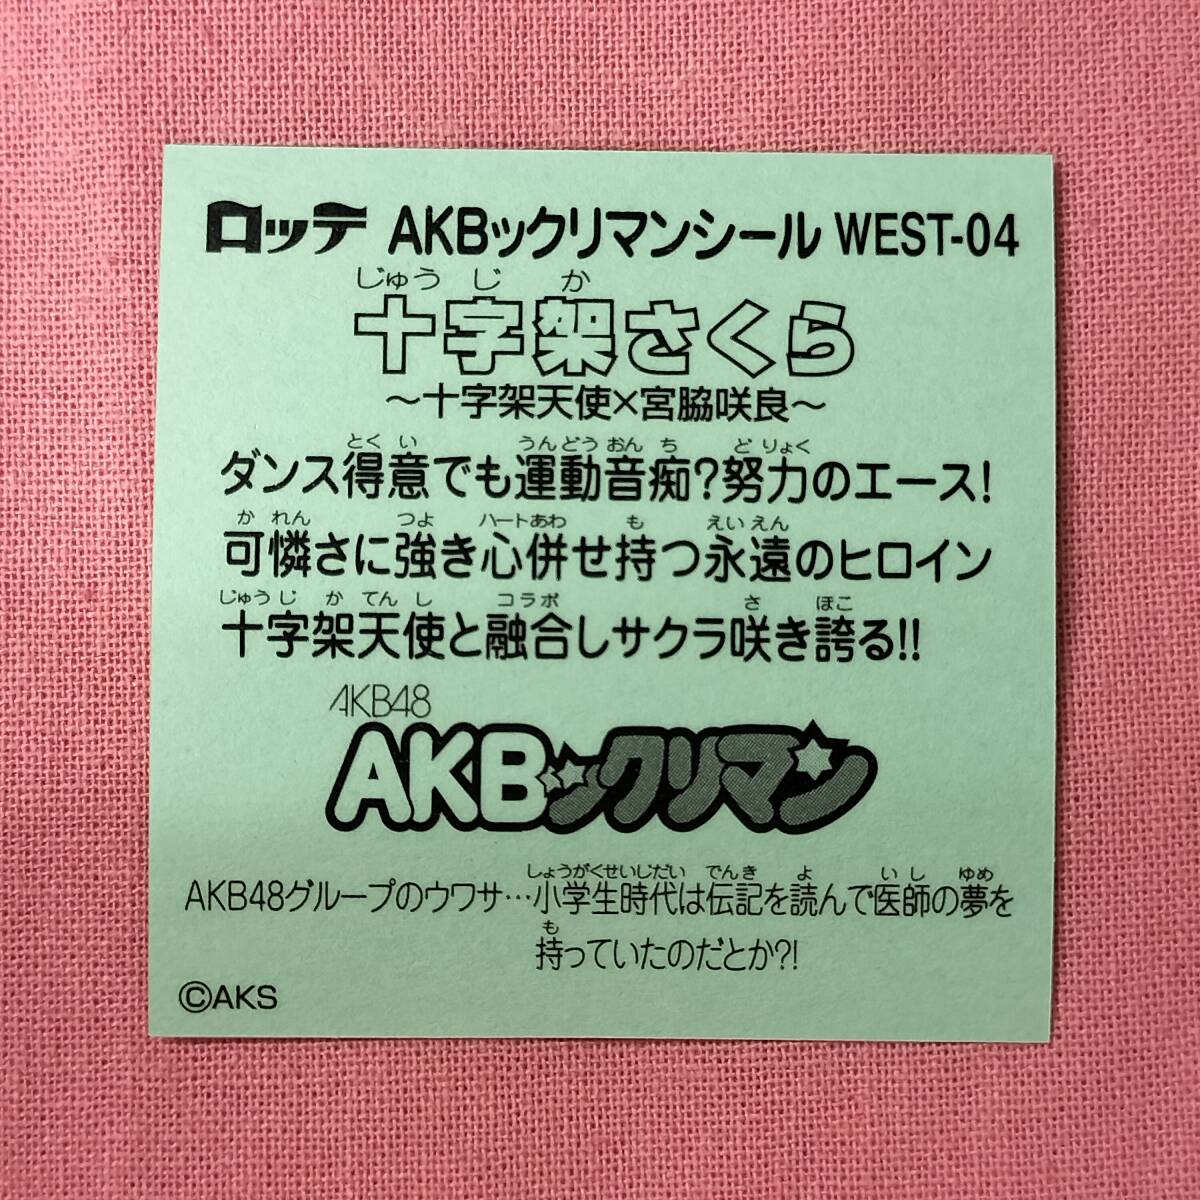 ロッテ AKBックリマンシール WEST-04
じゅう じ か
十字架さくら
～十字架天使×宮脇咲良～
とく い うんどう おん ち ど りょく
ダンス得意でも運動音痴?努力のエース!
か れん つよ ハート あわ も えい えん
可憐さに強き心併せ持つ永遠のヒロイン
じゅう じ か てん し コラボ さ ほこ
十字架天使と融合しサクラ咲き誇る!!
AKB48
AKBックリマン
しょうがくせいじだい でんき よ いし ゆめ
AKB48グループのウワサ…小学生時代は伝記を読んで医師の夢を
も
持っていたのだとか?!
©AKS